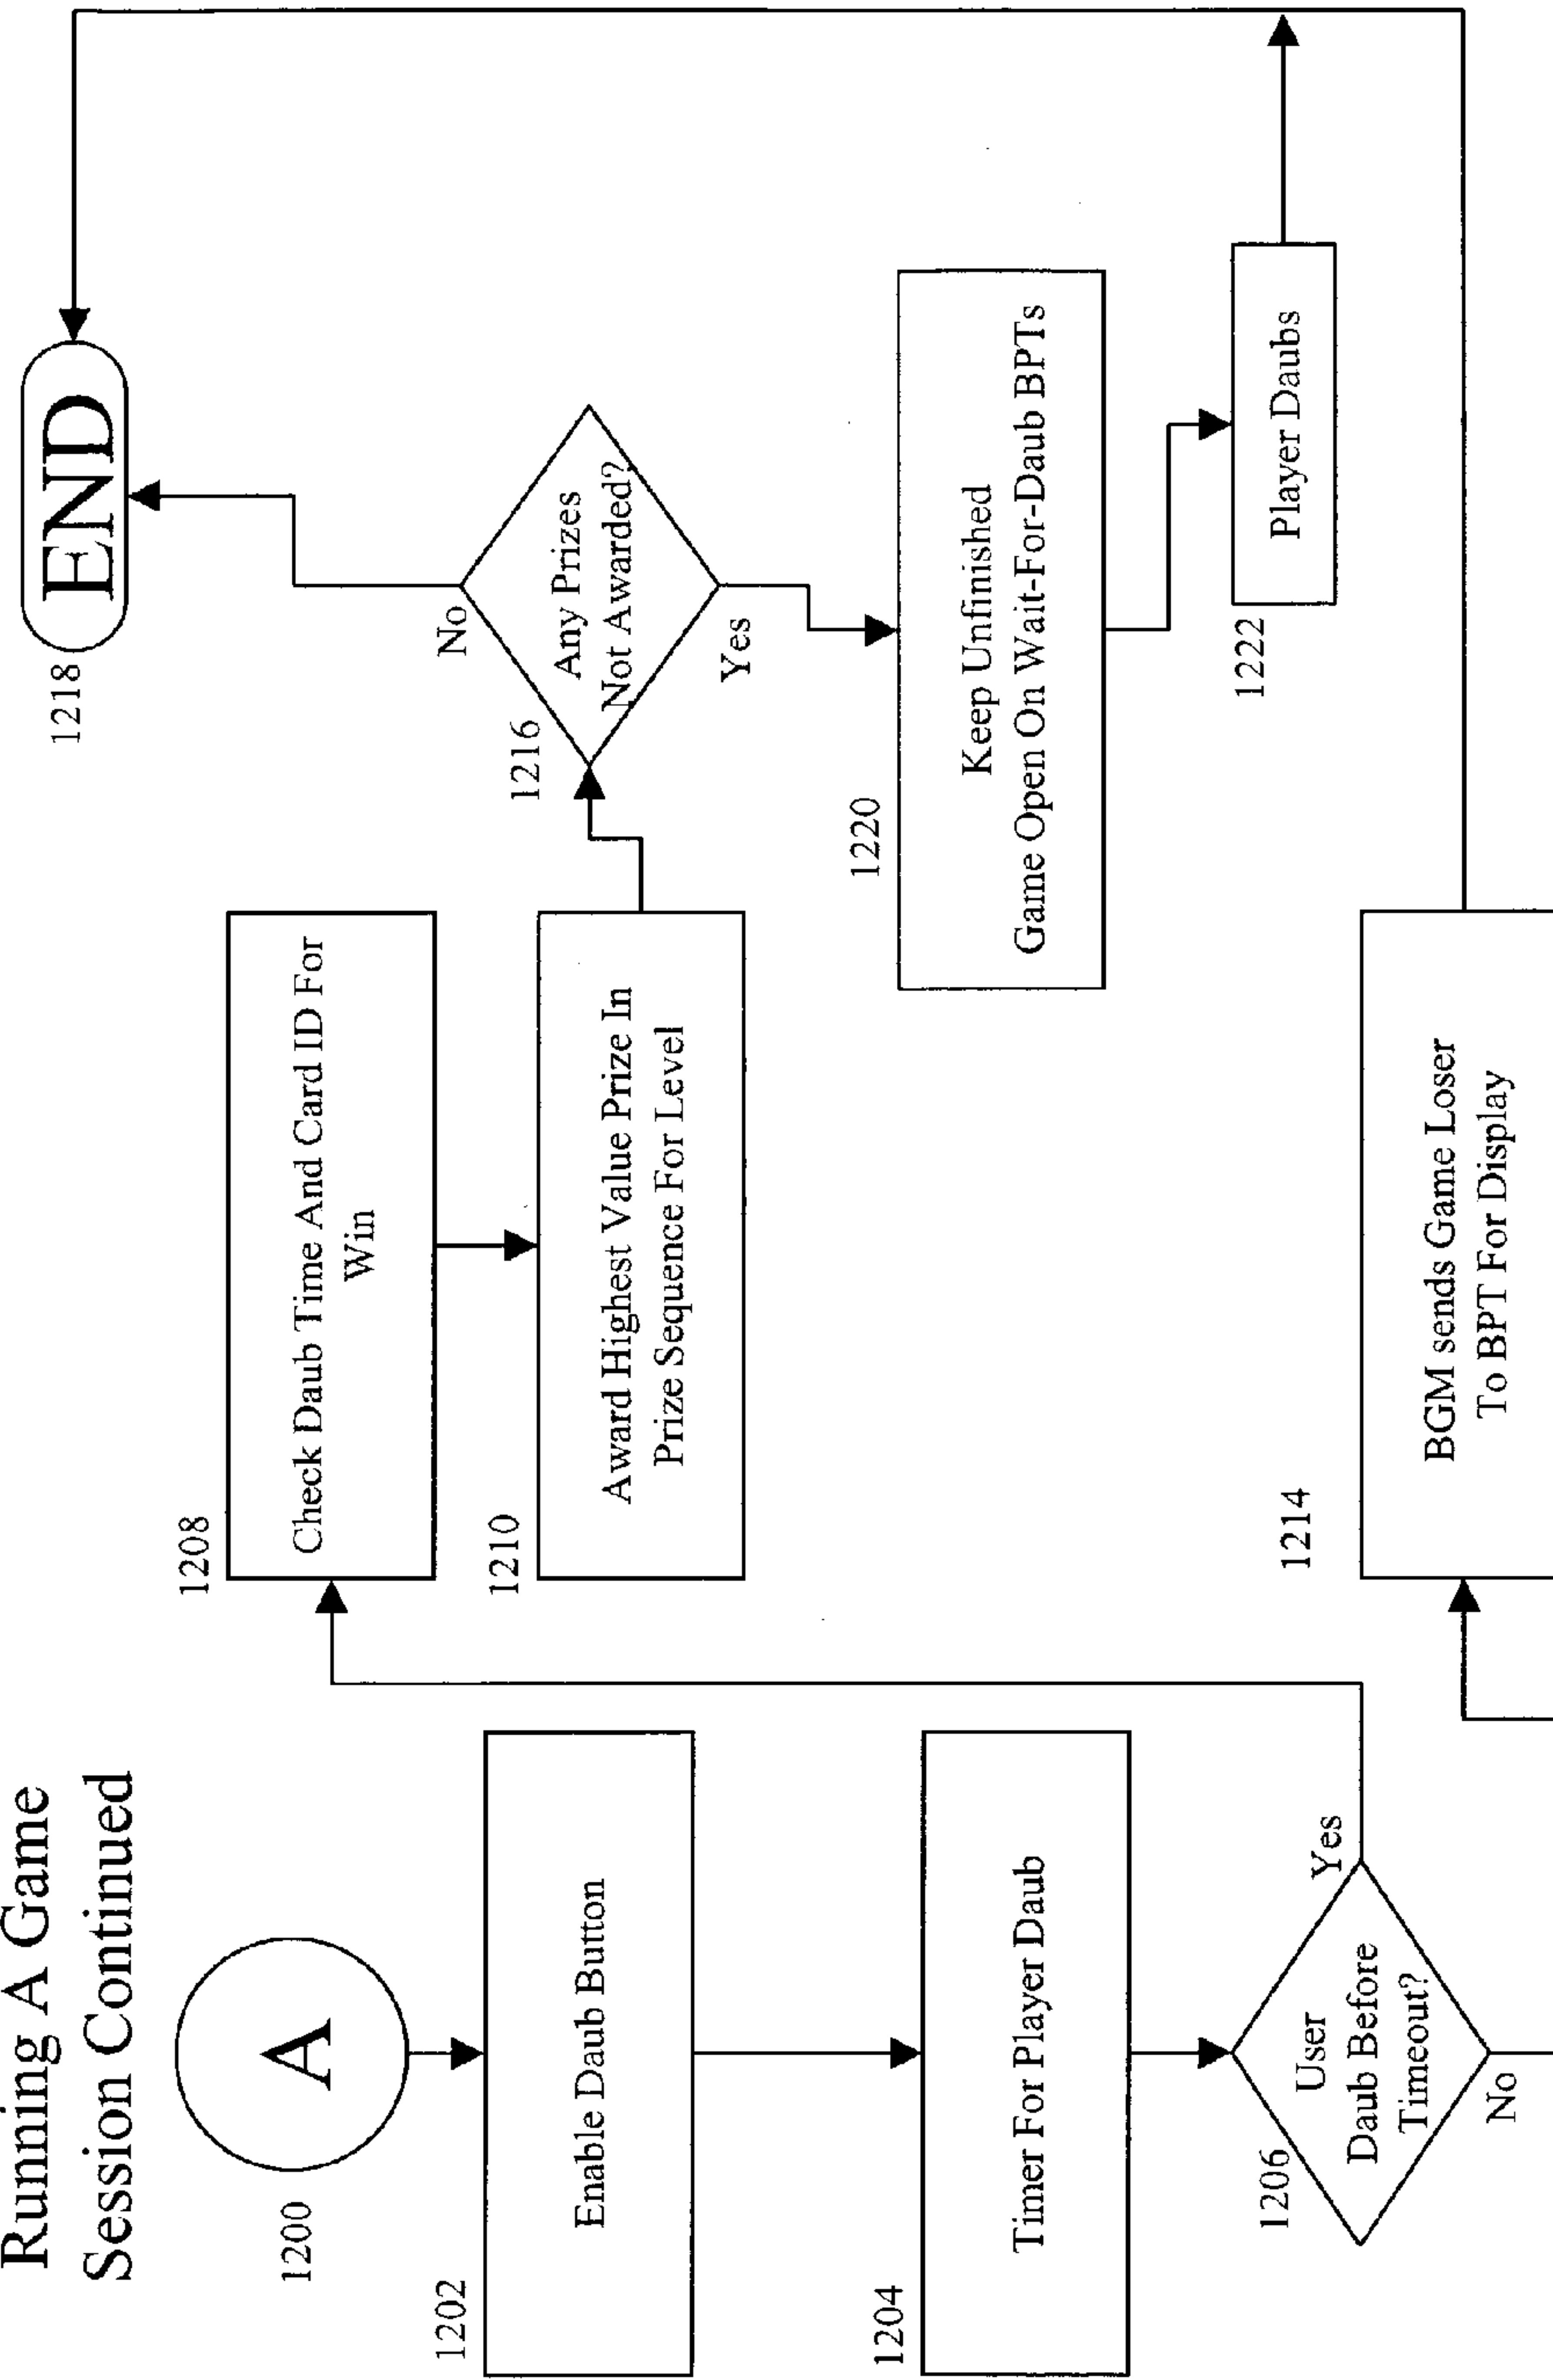 Running A Game
Session Continued
1200
A
1202
Enable Daub Button
1204
Timer For Player Daub
1206
User
Daub Before
Timeout?
Yes
No
1208
Check Daub Time And Card ID For
Win
1210
Award Highest Value Prize In
Prize Sequence For Level
1214
BGM sends Game Loser
To BPT For Display
1216
Any Prizes
Not Awarded?
No
Yes
1218
END
1220
Keep Unfinished
Game Open On Wait-For-Daub BPTs
1222
Player Daubs